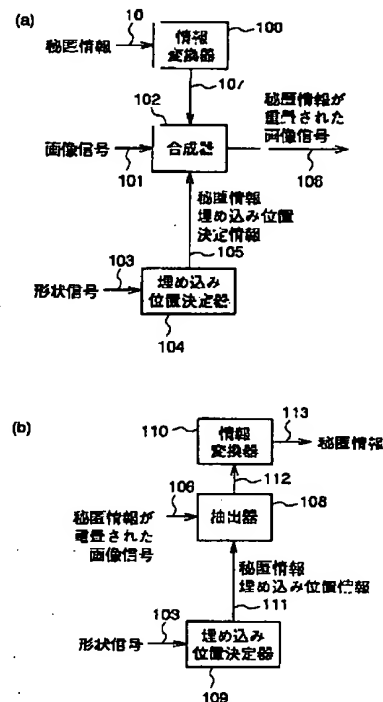 (a)
10
秘匿情報
情報
変換器
100
107
102
秘匿情報が
重畳された
画像信号
画像信号
101
合成器
106
秘匿情報
埋め込み位置
決定情報
105
103
形状信号
埋め込み
位置決定器
104
(b)
110
情報
変換器
113
秘匿情報
112
106
秘匿情報が
重畳された
画像信号
抽出器
108
秘匿情報
埋め込み位置情報
111
103
形状信号
埋め込み
位置決定器
109